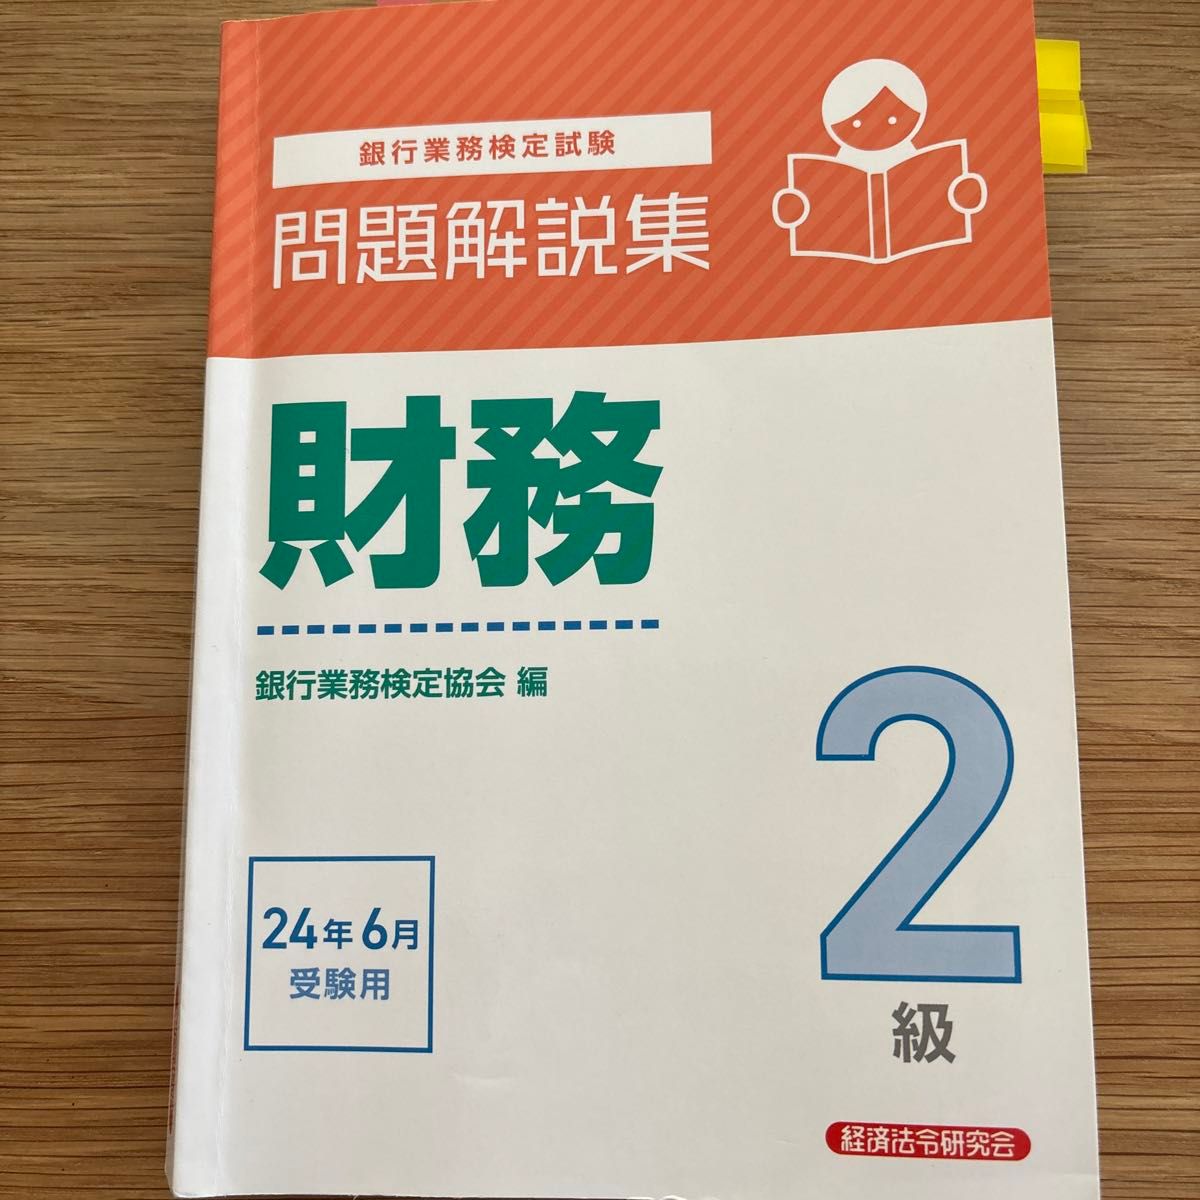 銀行業務検定試験
問題解説集
財務
銀行業務検定協会 編
2
級
24年6月
受験用
経済法令研究会